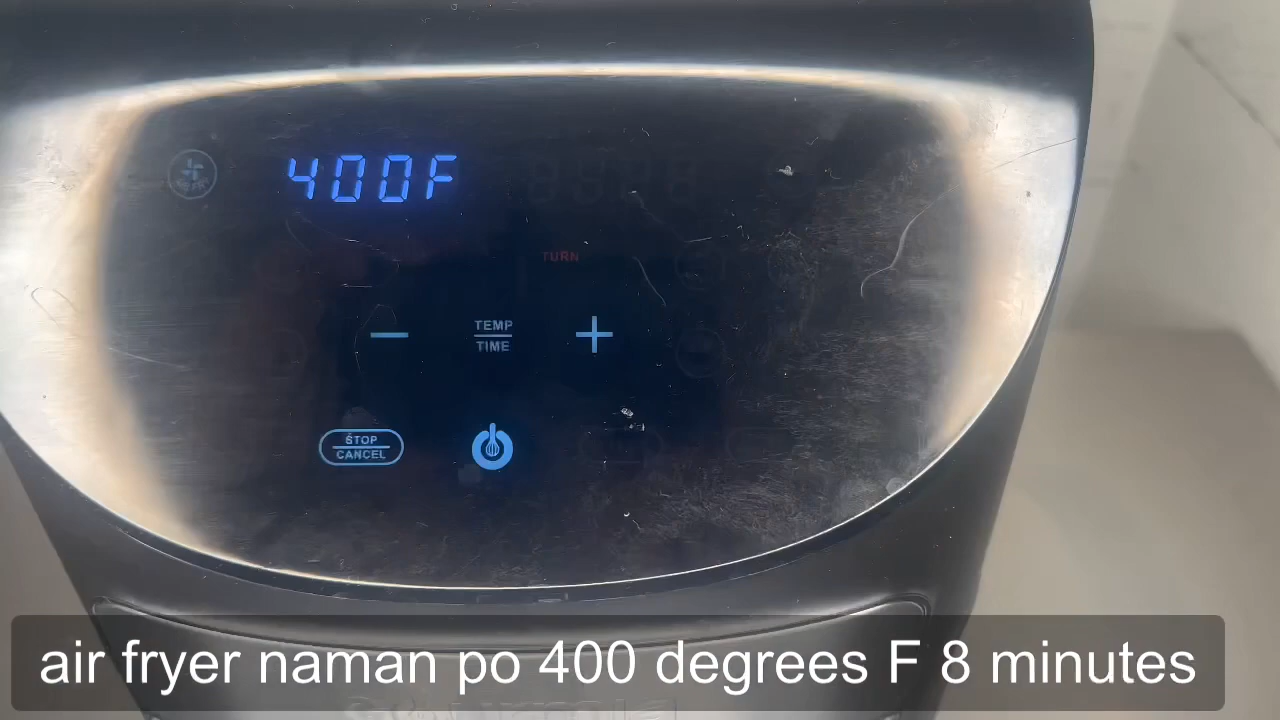 400F
TURN
TEMP
TIME
STOP
CANCEL
air fryer naman po 400 degrees F 8 minutes